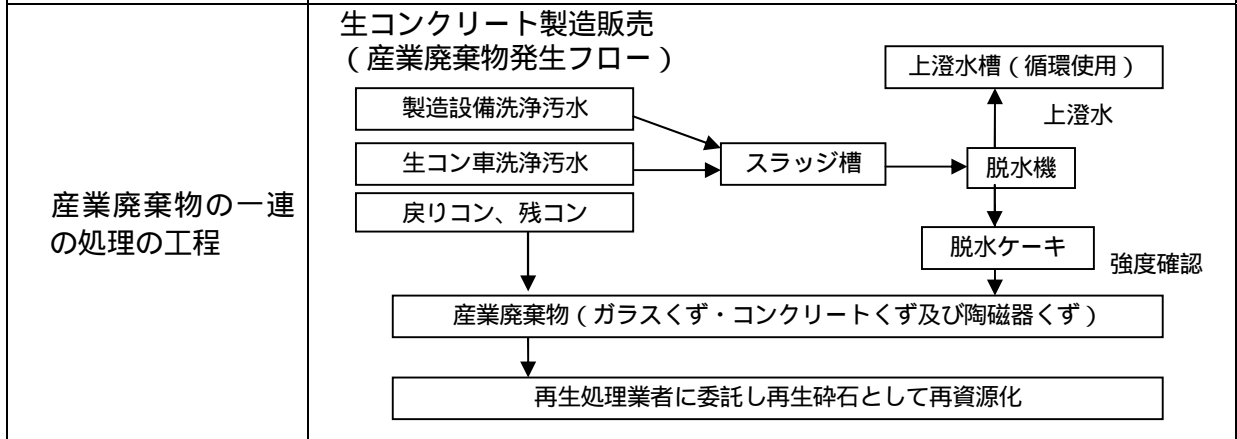 産業廃棄物の一連
の処理の工程
生コンクリート製造販売
(産業廃棄物発生フロー)
上澄水槽(循環使用)
製造設備洗浄汚水
上澄水
生コン車洗浄汚水
スラッジ槽
脱水機
戻りコン、残コン
脱水ケーキ
強度確認
産業廃棄物(ガラスくず・コンクリートくず及び陶磁器くず)
再生処理業者に委託し再生砕石として再資源化